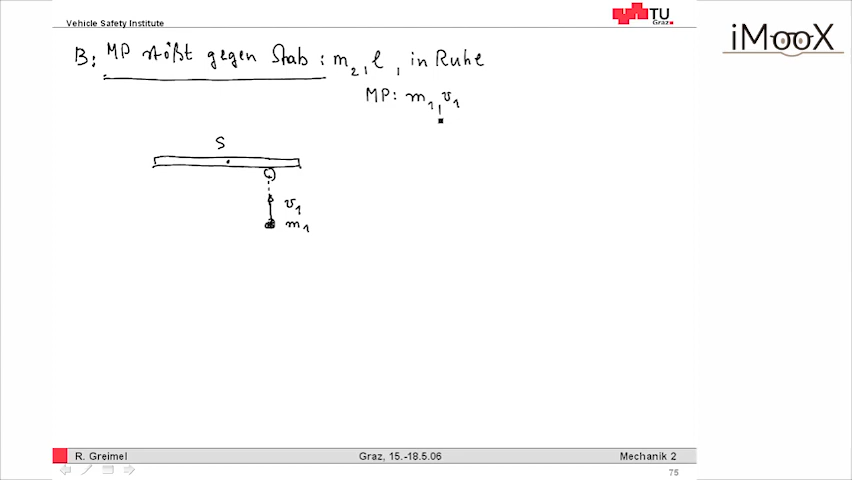 Vehicle Safety Institute
TU
Graz
iMooX
B: MP stößt gegen Stab: m2, l, in Ruhe
MP: m1, v1
S
v1
m1
R. Greimel Graz, 15.-18.5.06 Mechanik 2
75